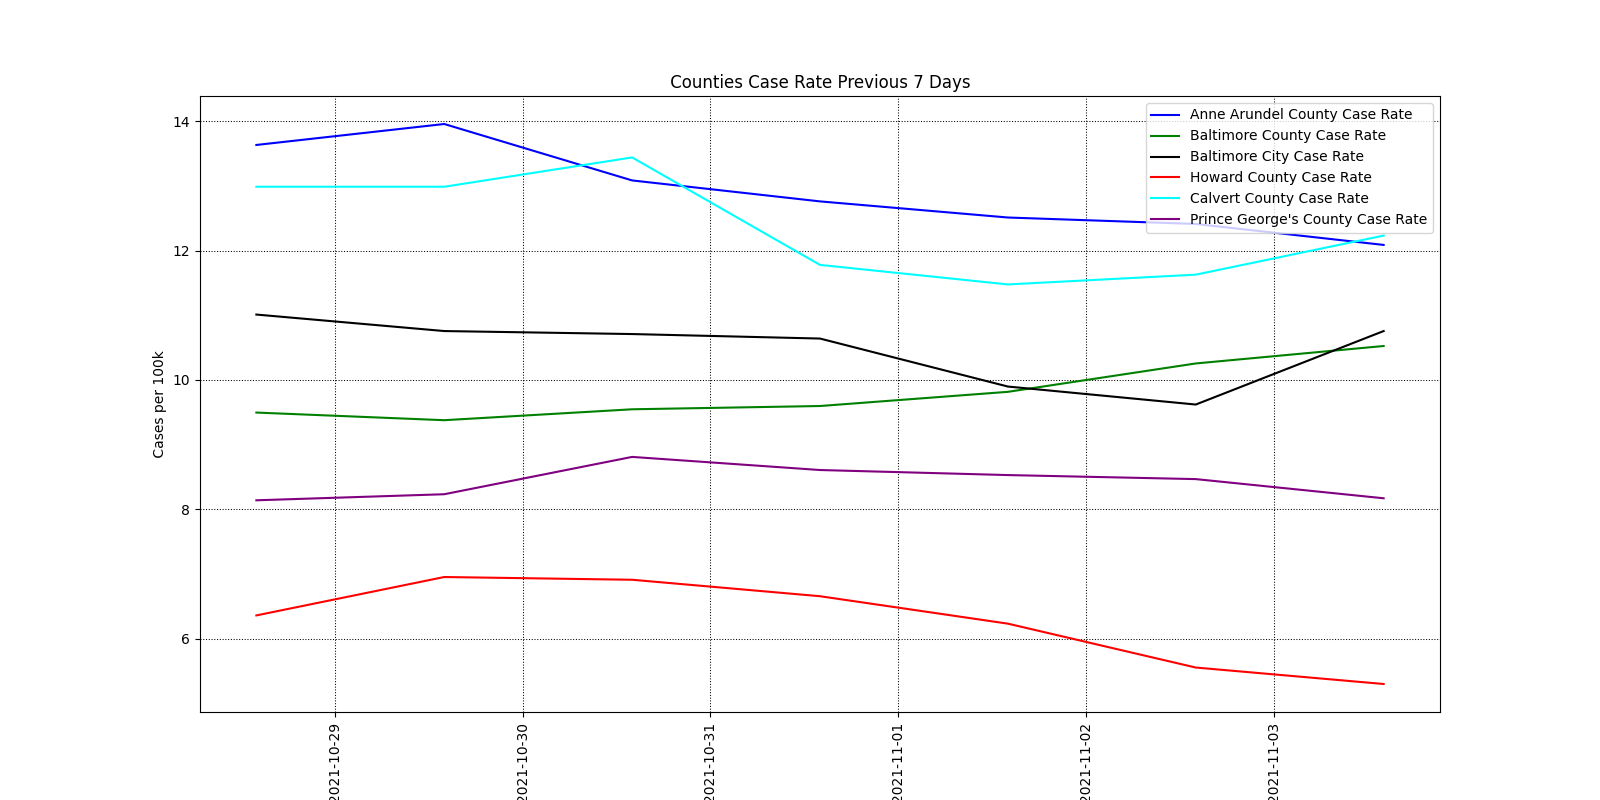 Counties Case Rate Previous 7 Days
Anne Arundel County Case Rate
Baltimore County Case Rate
Baltimore City Case Rate
Howard County Case Rate
Calvert County Case Rate
Prince George's County Case Rate
Cases per 100k
14
12
10
8
6
2021-10-29
2021-10-30
2021-10-31
2021-11-01
2021-11-02
2021-11-03